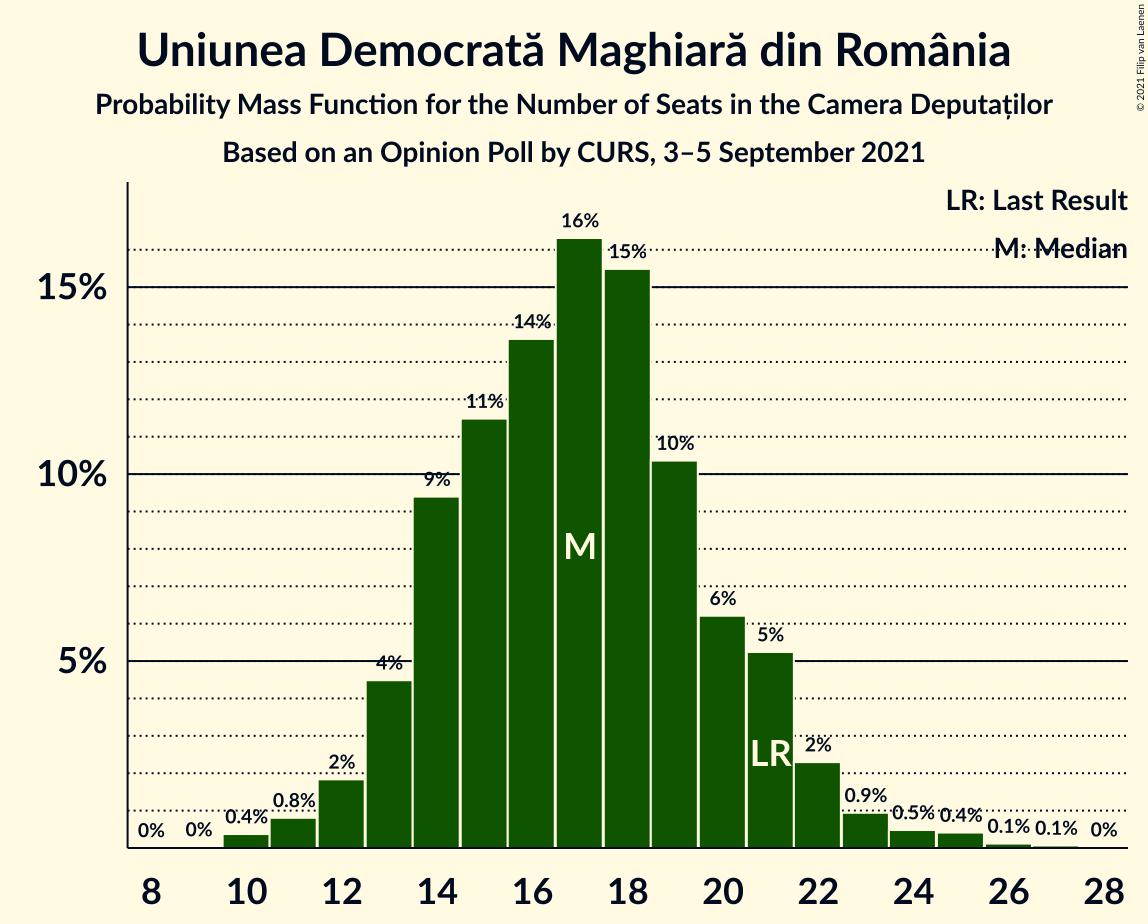 Uniunea Democrată Maghiară din România
Probability Mass Function for the Number of Seats in the Camera Deputaților
Based on an Opinion Poll by CURS, 3–5 September 2021
© 2021 Filip van Laenen
LR: Last Result
M: Median
15%
10%
5%
0%
0%
0.4%
0.8%
2%
4%
9%
11%
14%
16%
15%
10%
6%
5%
2%
0.9%
0.5%
0.4%
0.1%
0.1%
0%
M
LR
8 10 12 14 16 18 20 22 24 26 28